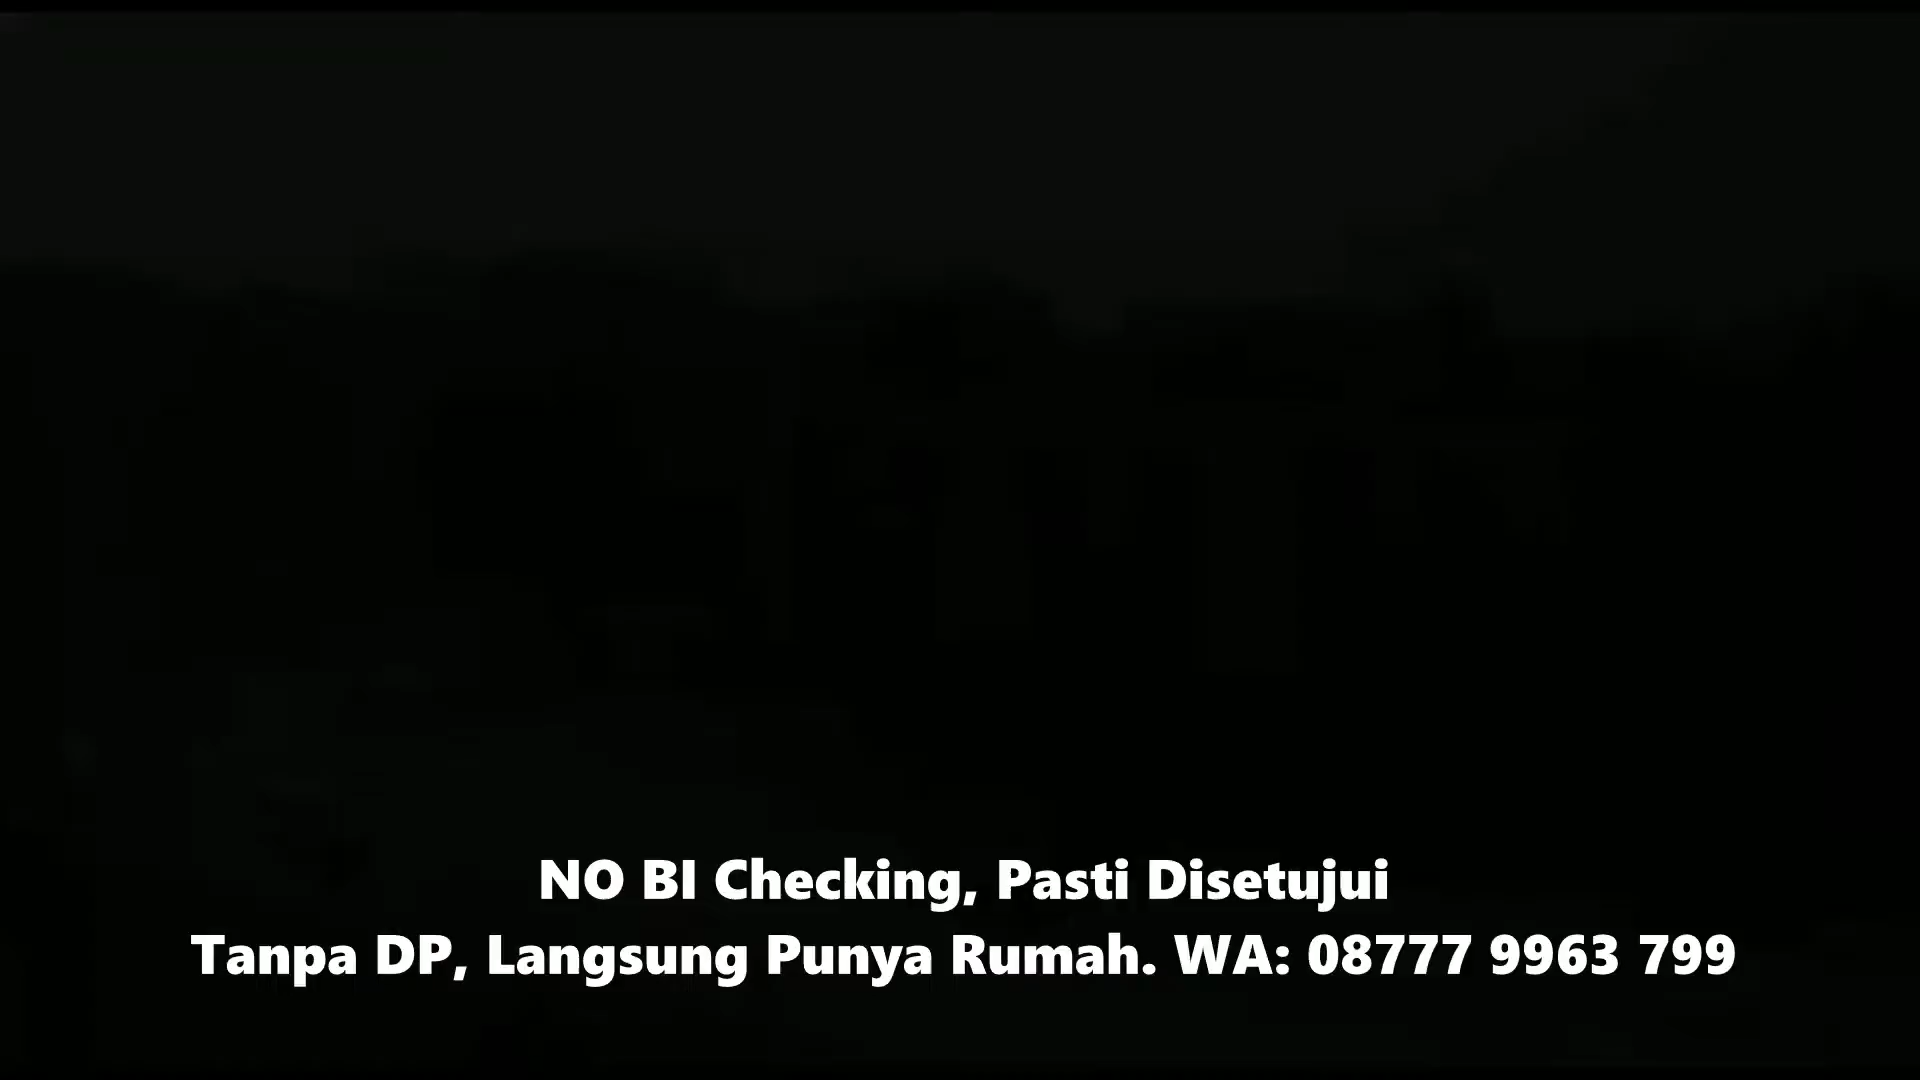 NO BI Checking, Pasti Disetujui
Tanpa DP, Langsung Punya Rumah. WA: 08777 9963 799